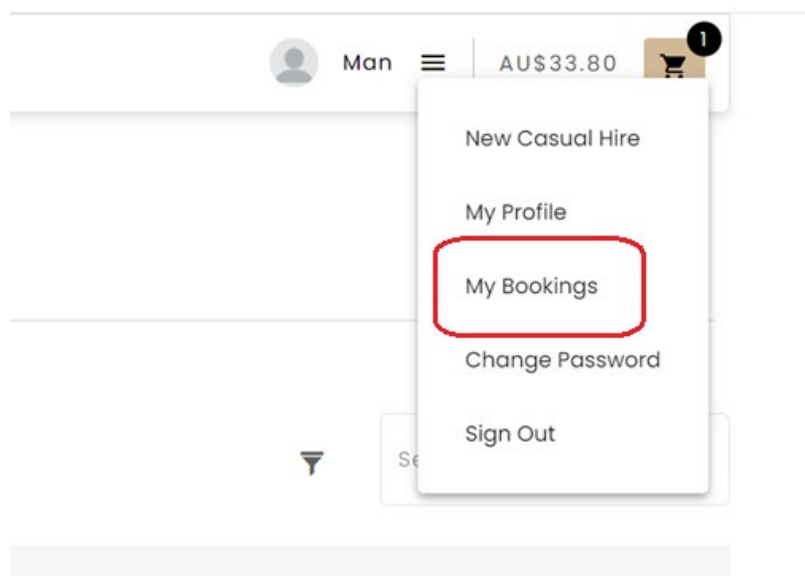 Man AU$33.80 1
New Casual Hire
My Profile
My Bookings
Change Password
Sign Out